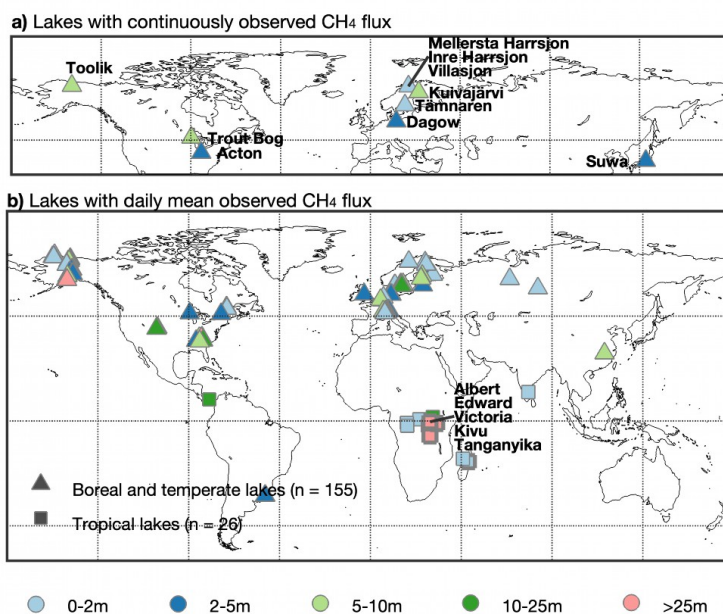 a) Lakes with continuously observed CH4 flux
Toolik
Mellersta Harrsjon
Inre Harrsjon
Villasjon
Kuivajärvi
Tämnaren
Dagow
Trout Bog
Acton
Suwa
b) Lakes with daily mean observed CH4 flux
Albert
Edward
Victoria
Kivu
Tanganyika
Boreal and temperate lakes (n = 155)
Tropical lakes (n = 26)
0-2m 2-5m 5-10m 10-25m >25m